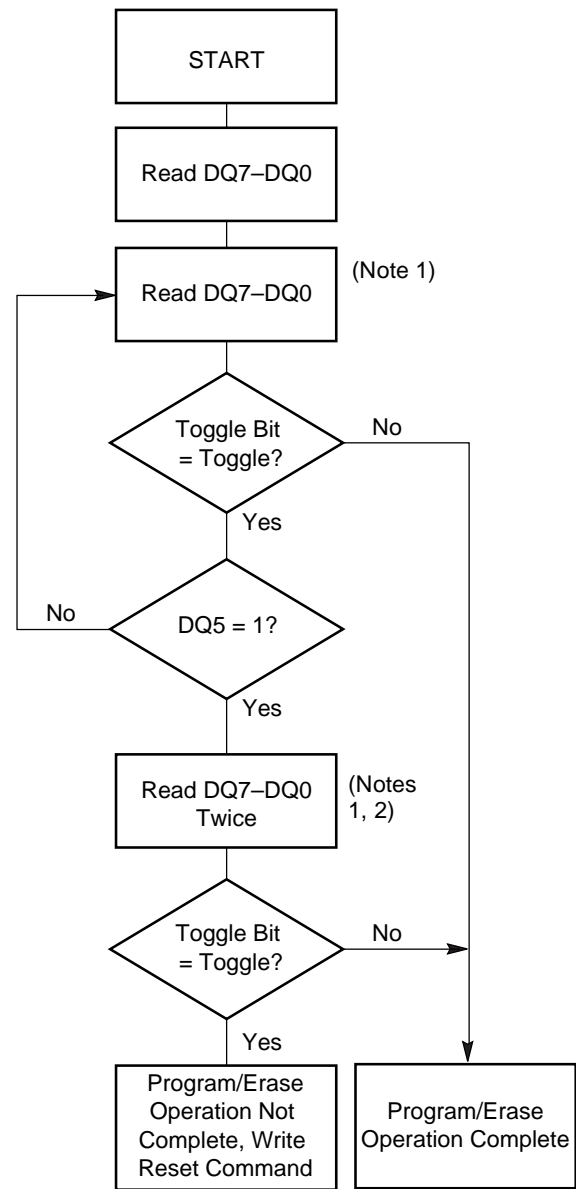 START
Read DQ7–DQ0
Read DQ7–DQ0
(Note 1)
Toggle Bit
= Toggle?
No
Yes
No
DQ5 = 1?
Yes
Read DQ7–DQ0
Twice
(Notes
1, 2)
Toggle Bit
= Toggle?
No
Yes
Program/Erase
Operation Not
Complete, Write
Reset Command
Program/Erase
Operation Complete